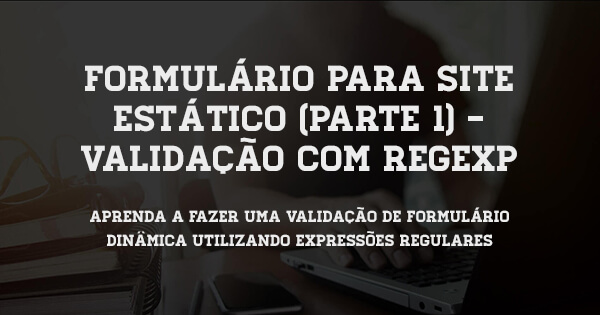 FORMULÁRIO PARA SITE
ESTÁTICO (PARTE 1) –
VALIDAÇÃO COM REGEXP
APRENDA A FAZER UMA VALIDAÇÃO DE FORMULÁRIO
DINÂMICA UTILIZANDO EXPRESSÕES REGULARES